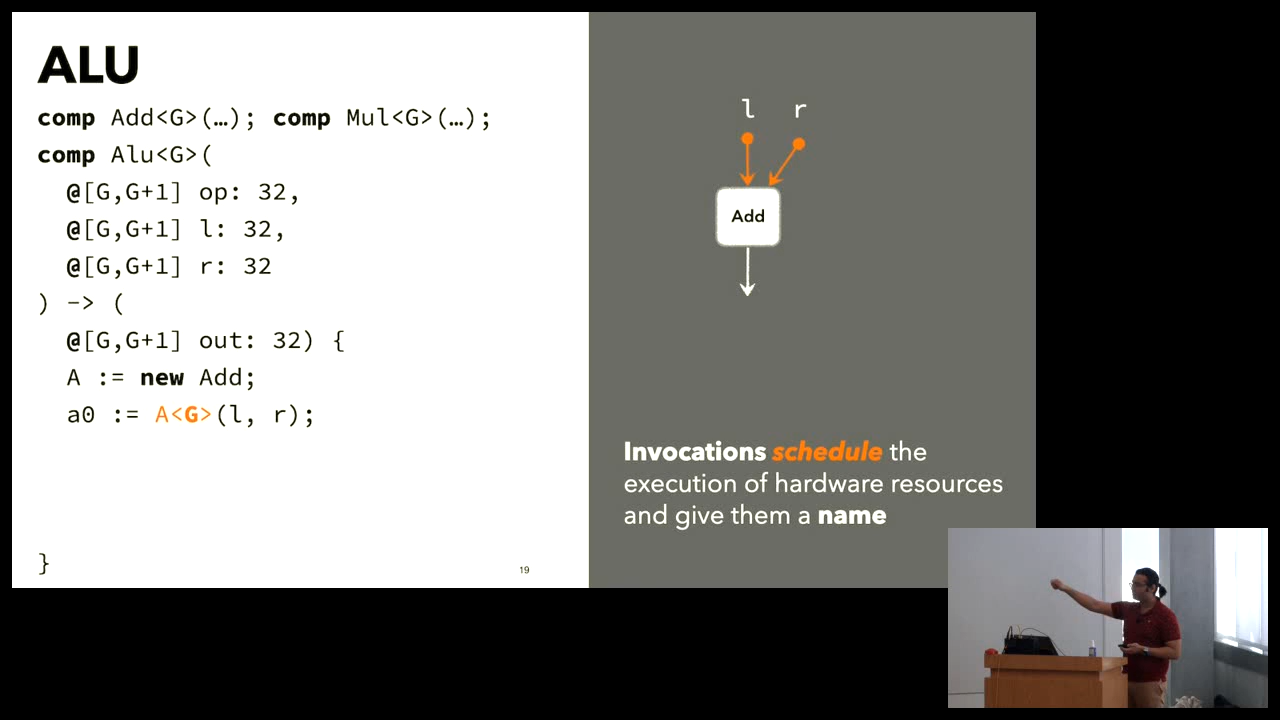 ALU
comp Add<G>(…); comp Mul<G>(…);
comp Alu<G>(
@[G,G+1] op: 32,
@[G,G+1] l: 32,
@[G,G+1] r: 32
) -> (
@[G,G+1] out: 32) {
A := new Add;
a0 := A<G>(l, r);
}
19
l r
Add
Invocations schedule the
execution of hardware resources
and give them a name